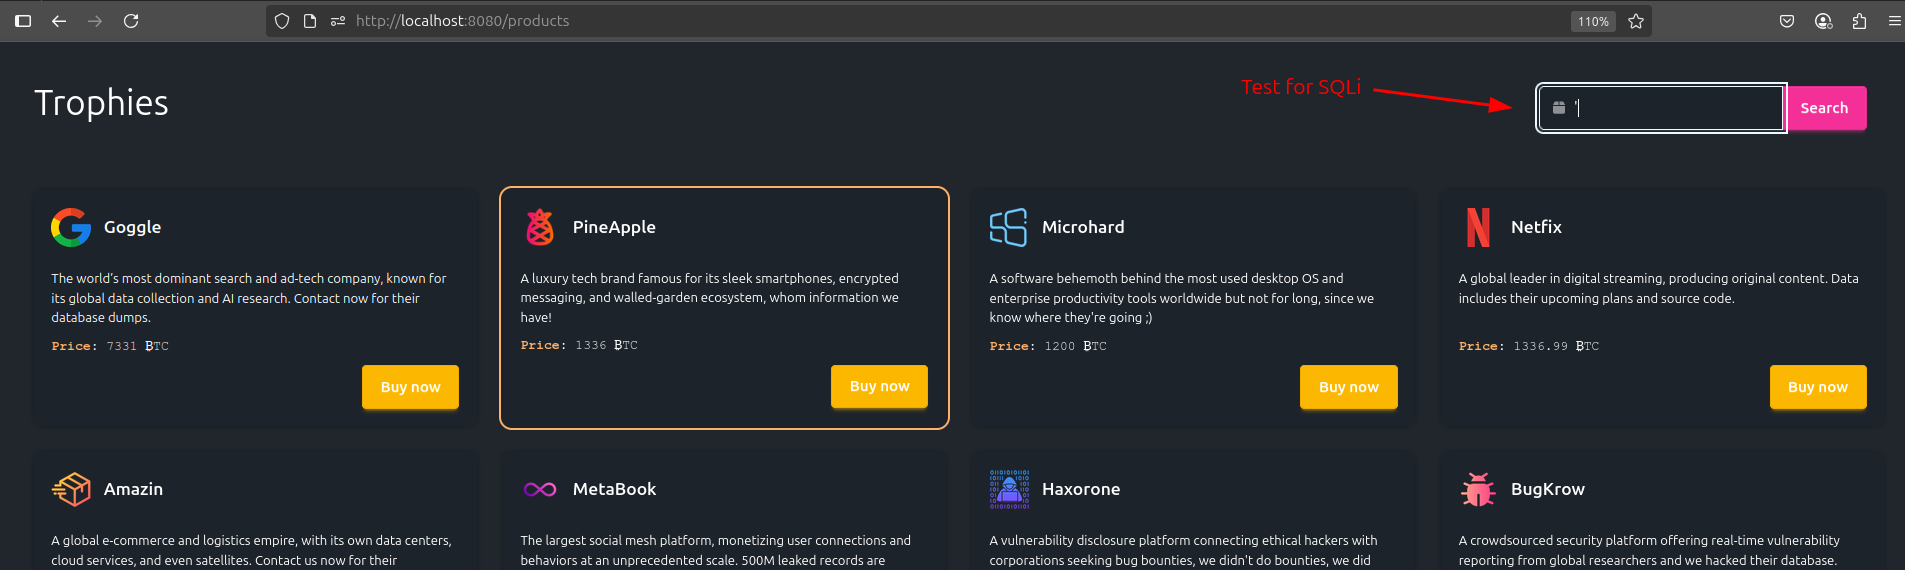 http://localhost:8080/products
110%
Trophies
Test for SQLi
'
Search
Goggle
The world's most dominant search and ad-tech company, known for
its global data collection and AI research. Contact now for their
database dumps.
Price: 7331 ₿TC
Buy now
PineApple
A luxury tech brand famous for its sleek smartphones, encrypted
messaging, and walled-garden ecosystem, whom information we
have!
Price: 1336 ₿TC
Buy now
Microhard
A software behemoth behind the most used desktop OS and
enterprise productivity tools worldwide but not for long, since we
know where they're going ;)
Price: 1200 ₿TC
Buy now
Netfix
A global leader in digital streaming, producing original content. Data
includes their upcoming plans and source code.
Price: 1336.99 ₿TC
Buy now
Amazin
A global e-commerce and logistics empire, with its own data centers,
cloud services, and even satellites. Contact us now for their
MetaBook
The largest social mesh platform, monetizing user connections and
behaviors at an unprecedented scale. 500M leaked records are
Haxorone
A vulnerability disclosure platform connecting ethical hackers with
corporations seeking bug bounties, we didn't do bounties, we did
BugKrow
A crowdsourced security platform offering real-time vulnerability
reporting from global researchers and we hacked their database.